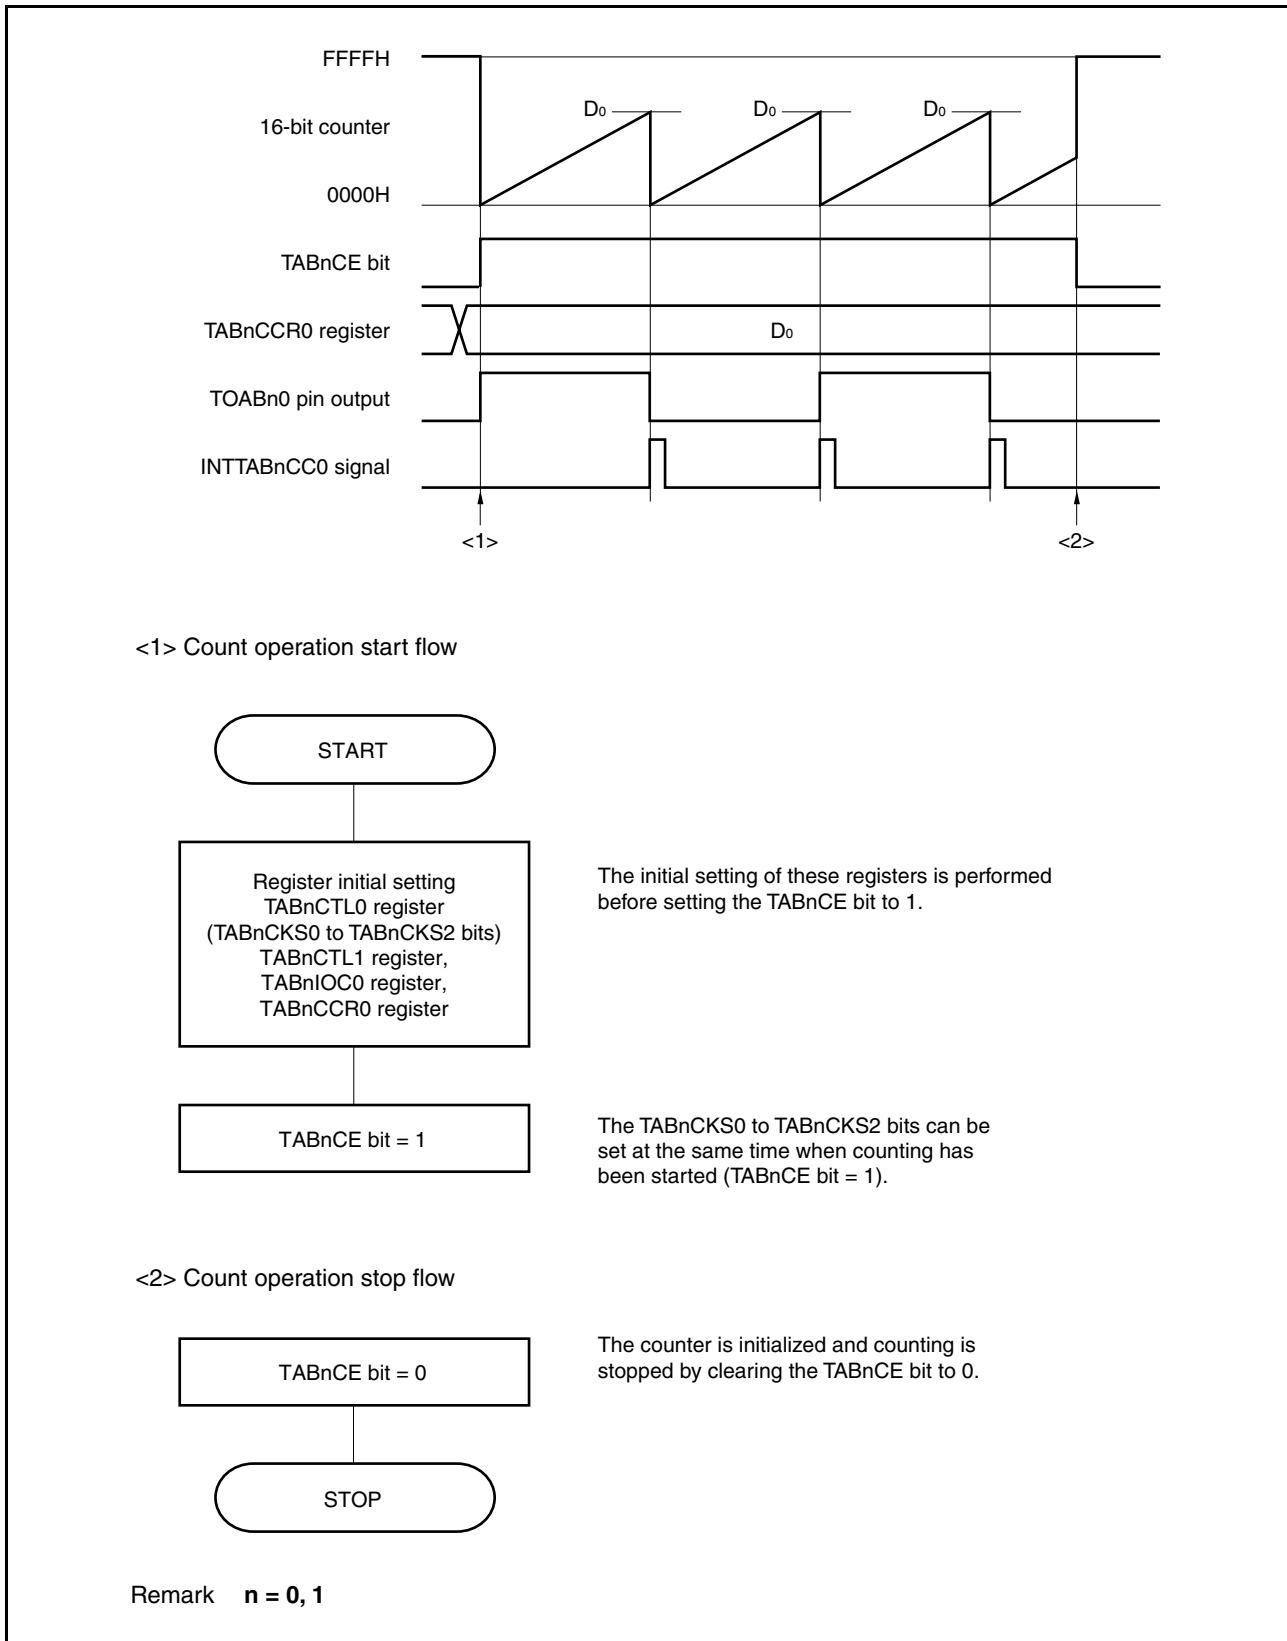 FFFFH
D0
D0
D0
16-bit counter
0000H
TABnCE bit
TABnCCR0 register
D0
TOABn0 pin output
INTTABnCC0 signal
<1>
<2>
<1> Count operation start flow
START
Register initial setting
TABnCTL0 register
(TABnCKS0 to TABnCKS2 bits)
TABnCTL1 register,
TABnIOC0 register,
TABnCCR0 register
The initial setting of these registers is performed
before setting the TABnCE bit to 1.
TABnCE bit = 1
The TABnCKS0 to TABnCKS2 bits can be
set at the same time when counting has
been started (TABnCE bit = 1).
<2> Count operation stop flow
TABnCE bit = 0
The counter is initialized and counting is
stopped by clearing the TABnCE bit to 0.
STOP
Remark n = 0, 1